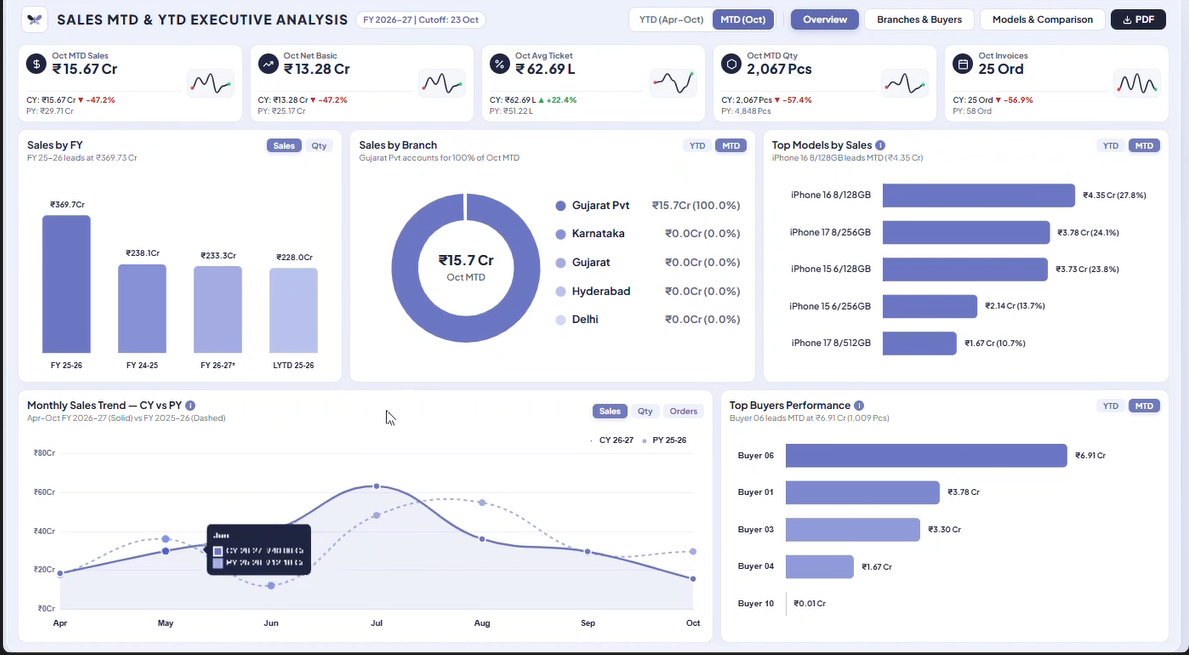 SALES MTD & YTD EXECUTIVE ANALYSIS
FY 2026-27 | Cutoff: 23 Oct
YTD (Apr-Oct)
MTD (Oct)
Overview
Branches & Buyers
Models & Comparison
PDF
Oct MTD Sales
₹15.67 Cr
CY: ₹15.67 Cr ▼ -47.2%
PY: ₹29.71 Cr
Oct Net Basic
₹13.28 Cr
CY: ₹13.28 Cr ▼ -47.2%
PY: ₹25.17 Cr
Oct Avg Ticket
₹62.69 L
CY: ₹62.69 L ▲ +22.4%
PY: ₹51.22 L
Oct MTD Qty
2,067 Pcs
CY: 2,067 Pcs ▼ -57.4%
PY: 4,848 Pcs
Oct Invoices
25 Ord
CY: 25 Ord ▼ -56.9%
PY: 58 Ord
Sales by FY
FY 25-26 leads at ₹369.73 Cr
Sales
Qty
₹369.7Cr
₹238.1Cr
₹233.3Cr
₹228.0Cr
FY 25-26
FY 24-25
FY 26-27*
LYTD 25-26
Sales by Branch
Gujarat Pvt accounts for 100% of Oct MTD
YTD
MTD
₹15.7 Cr
Oct MTD
Gujarat Pvt ₹15.7Cr (100.0%)
Karnataka ₹0.0Cr (0.0%)
Gujarat ₹0.0Cr (0.0%)
Hyderabad ₹0.0Cr (0.0%)
Delhi ₹0.0Cr (0.0%)
Top Models by Sales
iPhone 16 8/128GB leads MTD (₹4.35 Cr)
YTD
MTD
iPhone 16 8/128GB ₹4.35 Cr (27.8%)
iPhone 17 8/256GB ₹3.78 Cr (24.1%)
iPhone 15 6/128GB ₹3.73 Cr (23.8%)
iPhone 15 6/256GB ₹2.14 Cr (13.7%)
iPhone 17 8/512GB ₹1.67 Cr (10.7%)
Monthly Sales Trend — CY vs PY
Apr-Oct FY 2026-27 (Solid) vs FY 2025-26 (Dashed)
Sales
Qty
Orders
CY 26-27
PY 25-26
₹80Cr
₹60Cr
₹40Cr
₹20Cr
₹0Cr
Apr
May
Jun
Jul
Aug
Sep
Oct
Top Buyers Performance
Buyer 06 leads MTD at ₹6.91 Cr (1,009 Pcs)
YTD
MTD
Buyer 06 ₹6.91 Cr
Buyer 01 ₹3.78 Cr
Buyer 03 ₹3.30 Cr
Buyer 04 ₹1.67 Cr
Buyer 10 ₹0.01 Cr